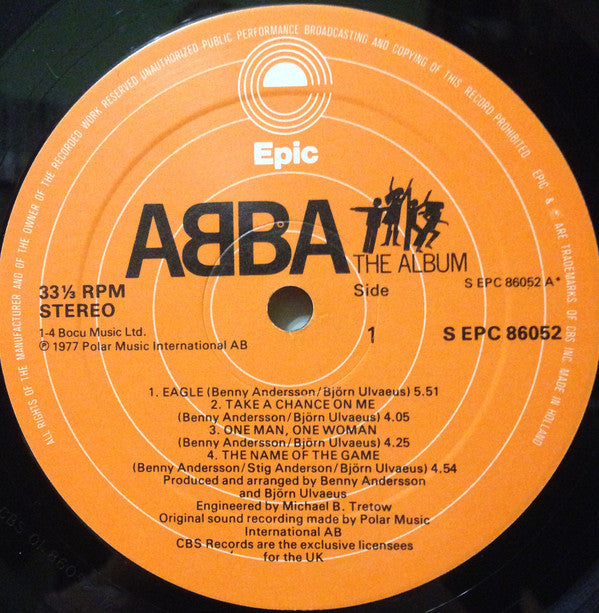 ALL RIGHTS OF THE MANUFACTURER AND OF THE OWNER OF THE RECORDED WORK RESERVED UNAUTHORIZED PUBLIC PERFORMANCE BROADCASTING AND COPYING OF THIS RECORD PROHIBITED. EPIC & ARE TRADEMARKS OF CBS INC. MADE IN HOLLAND
Epic
ABBA
THE ALBUM
33⅓ RPM
STEREO
Side
1
S EPC 86052 A*
S EPC 86052
1-4 Bocu Music Ltd.
℗ 1977 Polar Music International AB
1. EAGLE (Benny Andersson/Björn Ulvaeus) 5.51
2. TAKE A CHANCE ON ME
(Benny Andersson/Björn Ulvaeus) 4.05
3. ONE MAN, ONE WOMAN
(Benny Andersson/Björn Ulvaeus) 4.25
4. THE NAME OF THE GAME
(Benny Andersson/Stig Anderson/Björn Ulvaeus) 4.54
Produced and arranged by Benny Andersson
and Björn Ulvaeus
Engineered by Michael B. Tretow
Original sound recording made by Polar Music
International AB
CBS Records are the exclusive licensees
for the UK